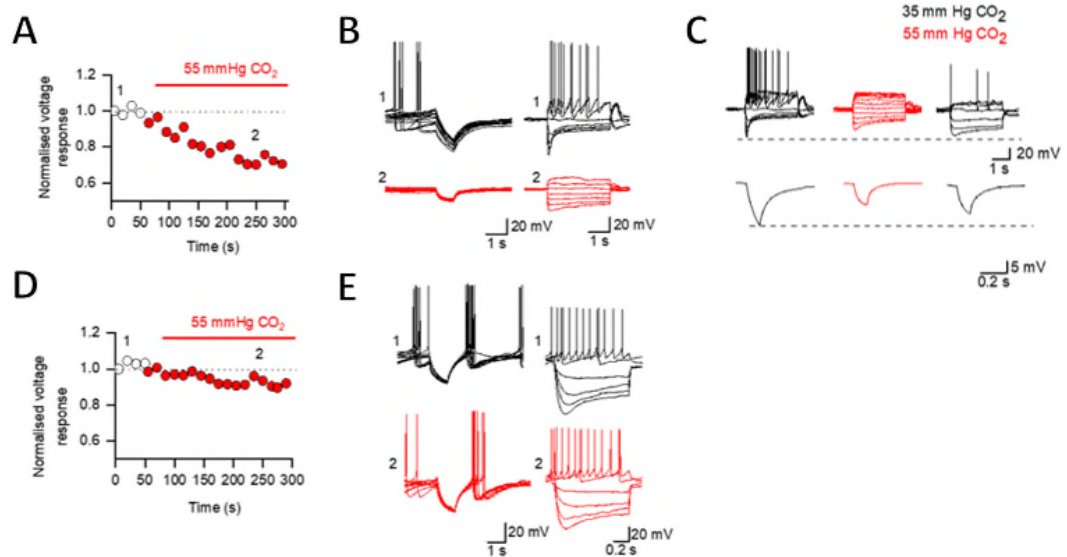 A
55 mmHg CO2
1
2
1.2
1.0
0.8
0.6
Normalised voltage
response
0 50 100 150 200 250 300
Time (s)
B
1
1
2
2
20 mV
1 s
20 mV
1 s
C
35 mm Hg CO2
55 mm Hg CO2
20 mV
1 s
5 mV
0.2 s
D
55 mmHg CO2
1
2
1.2
1.0
0.8
0.6
Normalised voltage
response
0 50 100 150 200 250 300
Time (s)
E
1
1
2
2
20 mV
1 s
20 mV
0.2 s